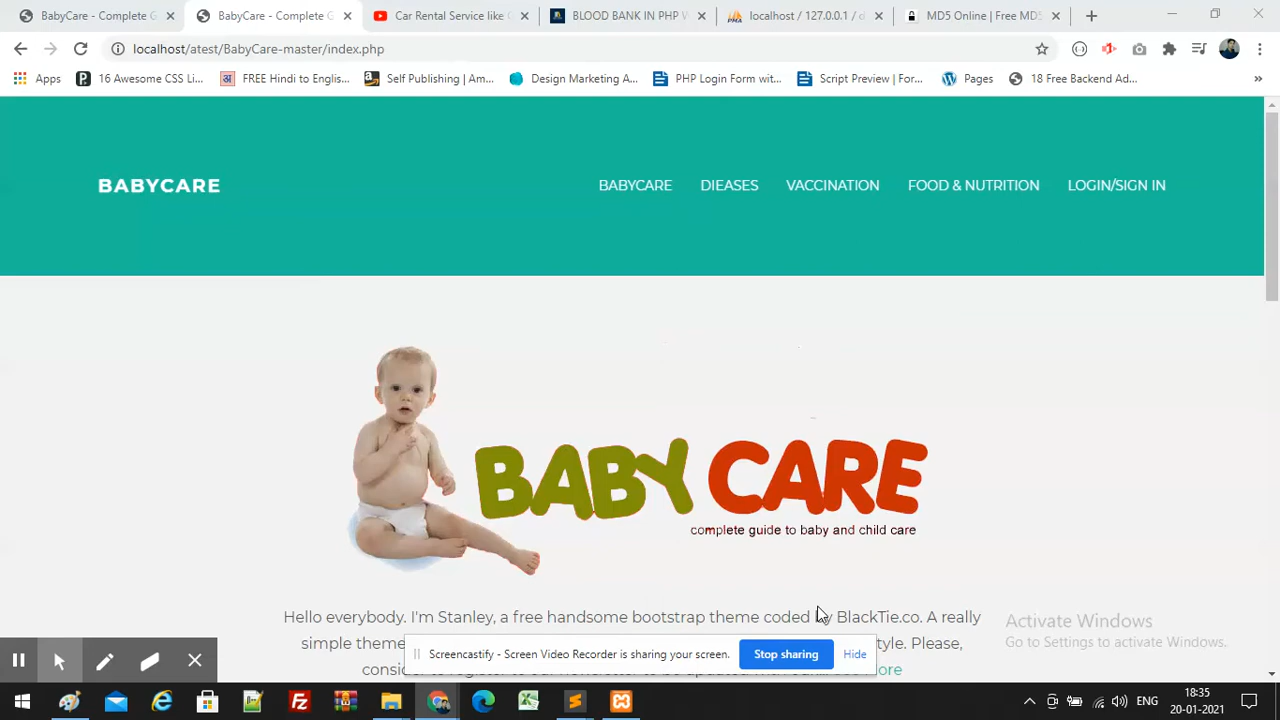 BabyCare - Complete G
BabyCare - Complete G
Car Rental Service like
BLOOD BANK IN PHP W
localhost / 127.0.0.1 / d
MD5 Online | Free MD5
localhost/atest/BabyCare-master/index.php
Apps
16 Awesome CSS Li...
FREE Hindi to Englis...
Self Publishing | Am...
Design Marketing A...
PHP Login Form wit...
Script Preview | For...
Pages
18 Free Backend Ad...
BABYCARE
BABYCARE
DIEASES
VACCINATION
FOOD & NUTRITION
LOGIN/SIGN IN
BABY CARE
complete guide to baby and child care
Hello everybody. I'm Stanley, a free handsome bootstrap theme coded by BlackTie.co. A really
simple theme
style. Please,
Activate Windows
Go to Settings to activate Windows.
Screencastify - Screen Video Recorder is sharing your screen.
Stop sharing
Hide
ENG
18:35
20-01-2021